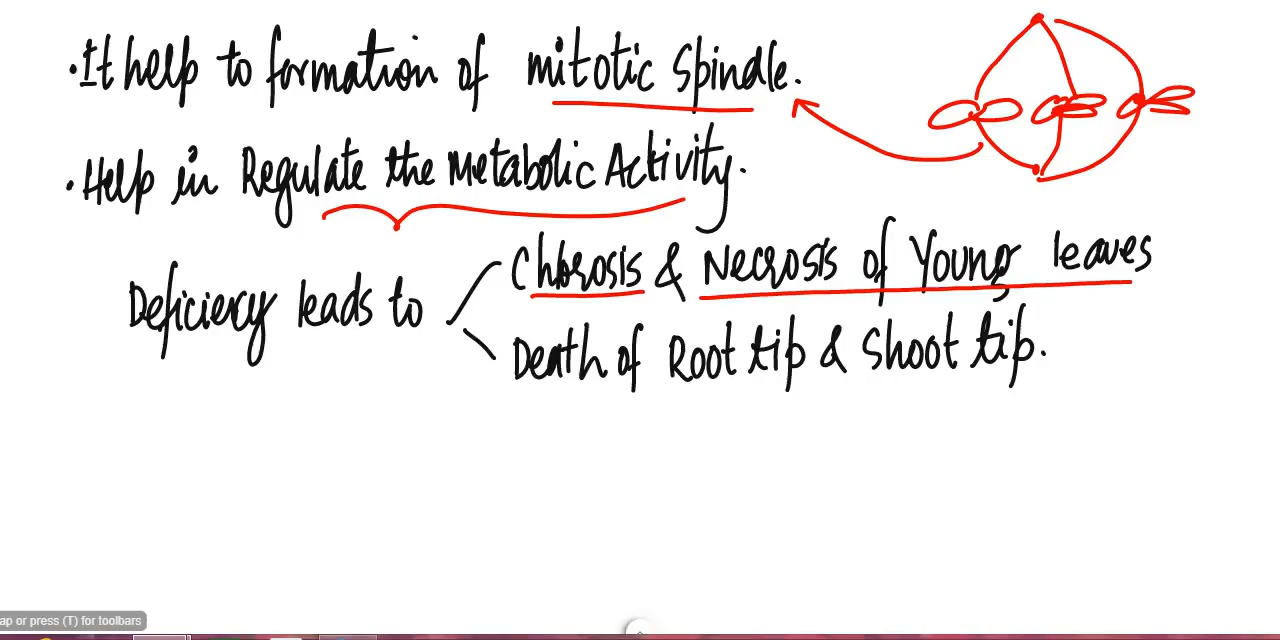 · It help to formation of mitotic spindle.
· Help in Regulate the Metabolic Activity.
Deficiery leads to
Chlorosis & Necrosis of Young leaves
Death of Root tip & Shoot tip.
ap or press (T) for toolbars